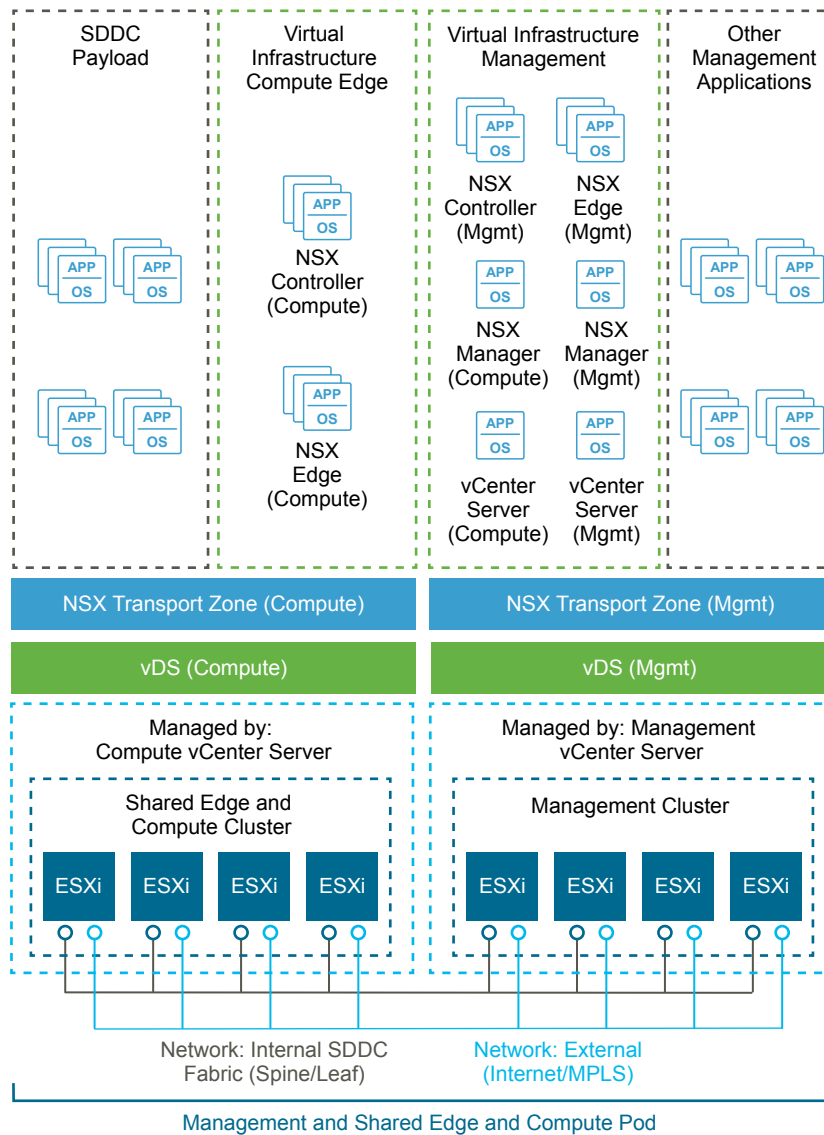 SDDC
Payload
Virtual
Infrastructure
Compute Edge
Virtual Infrastructure
Management
Other
Management
Applications
APP
OS
APP
OS
APP
OS
APP
OS
APP
OS
NSX
Controller
(Compute)
APP
OS
NSX
Edge
(Compute)
APP
OS
NSX
Controller
(Mgmt)
APP
OS
NSX
Edge
(Mgmt)
APP
OS
NSX
Manager
(Compute)
APP
OS
NSX
Manager
(Mgmt)
APP
OS
vCenter
Server
(Compute)
APP
OS
vCenter
Server
(Mgmt)
APP
OS
APP
OS
APP
OS
APP
OS
NSX Transport Zone (Compute)
NSX Transport Zone (Mgmt)
vDS (Compute)
vDS (Mgmt)
Managed by:
Compute vCenter Server
Shared Edge and
Compute Cluster
ESXi
ESXi
ESXi
ESXi
Managed by: Management
vCenter Server
Management Cluster
ESXi
ESXi
ESXi
ESXi
Network: Internal SDDC
Fabric (Spine/Leaf)
Network: External
(Internet/MPLS)
Management and Shared Edge and Compute Pod